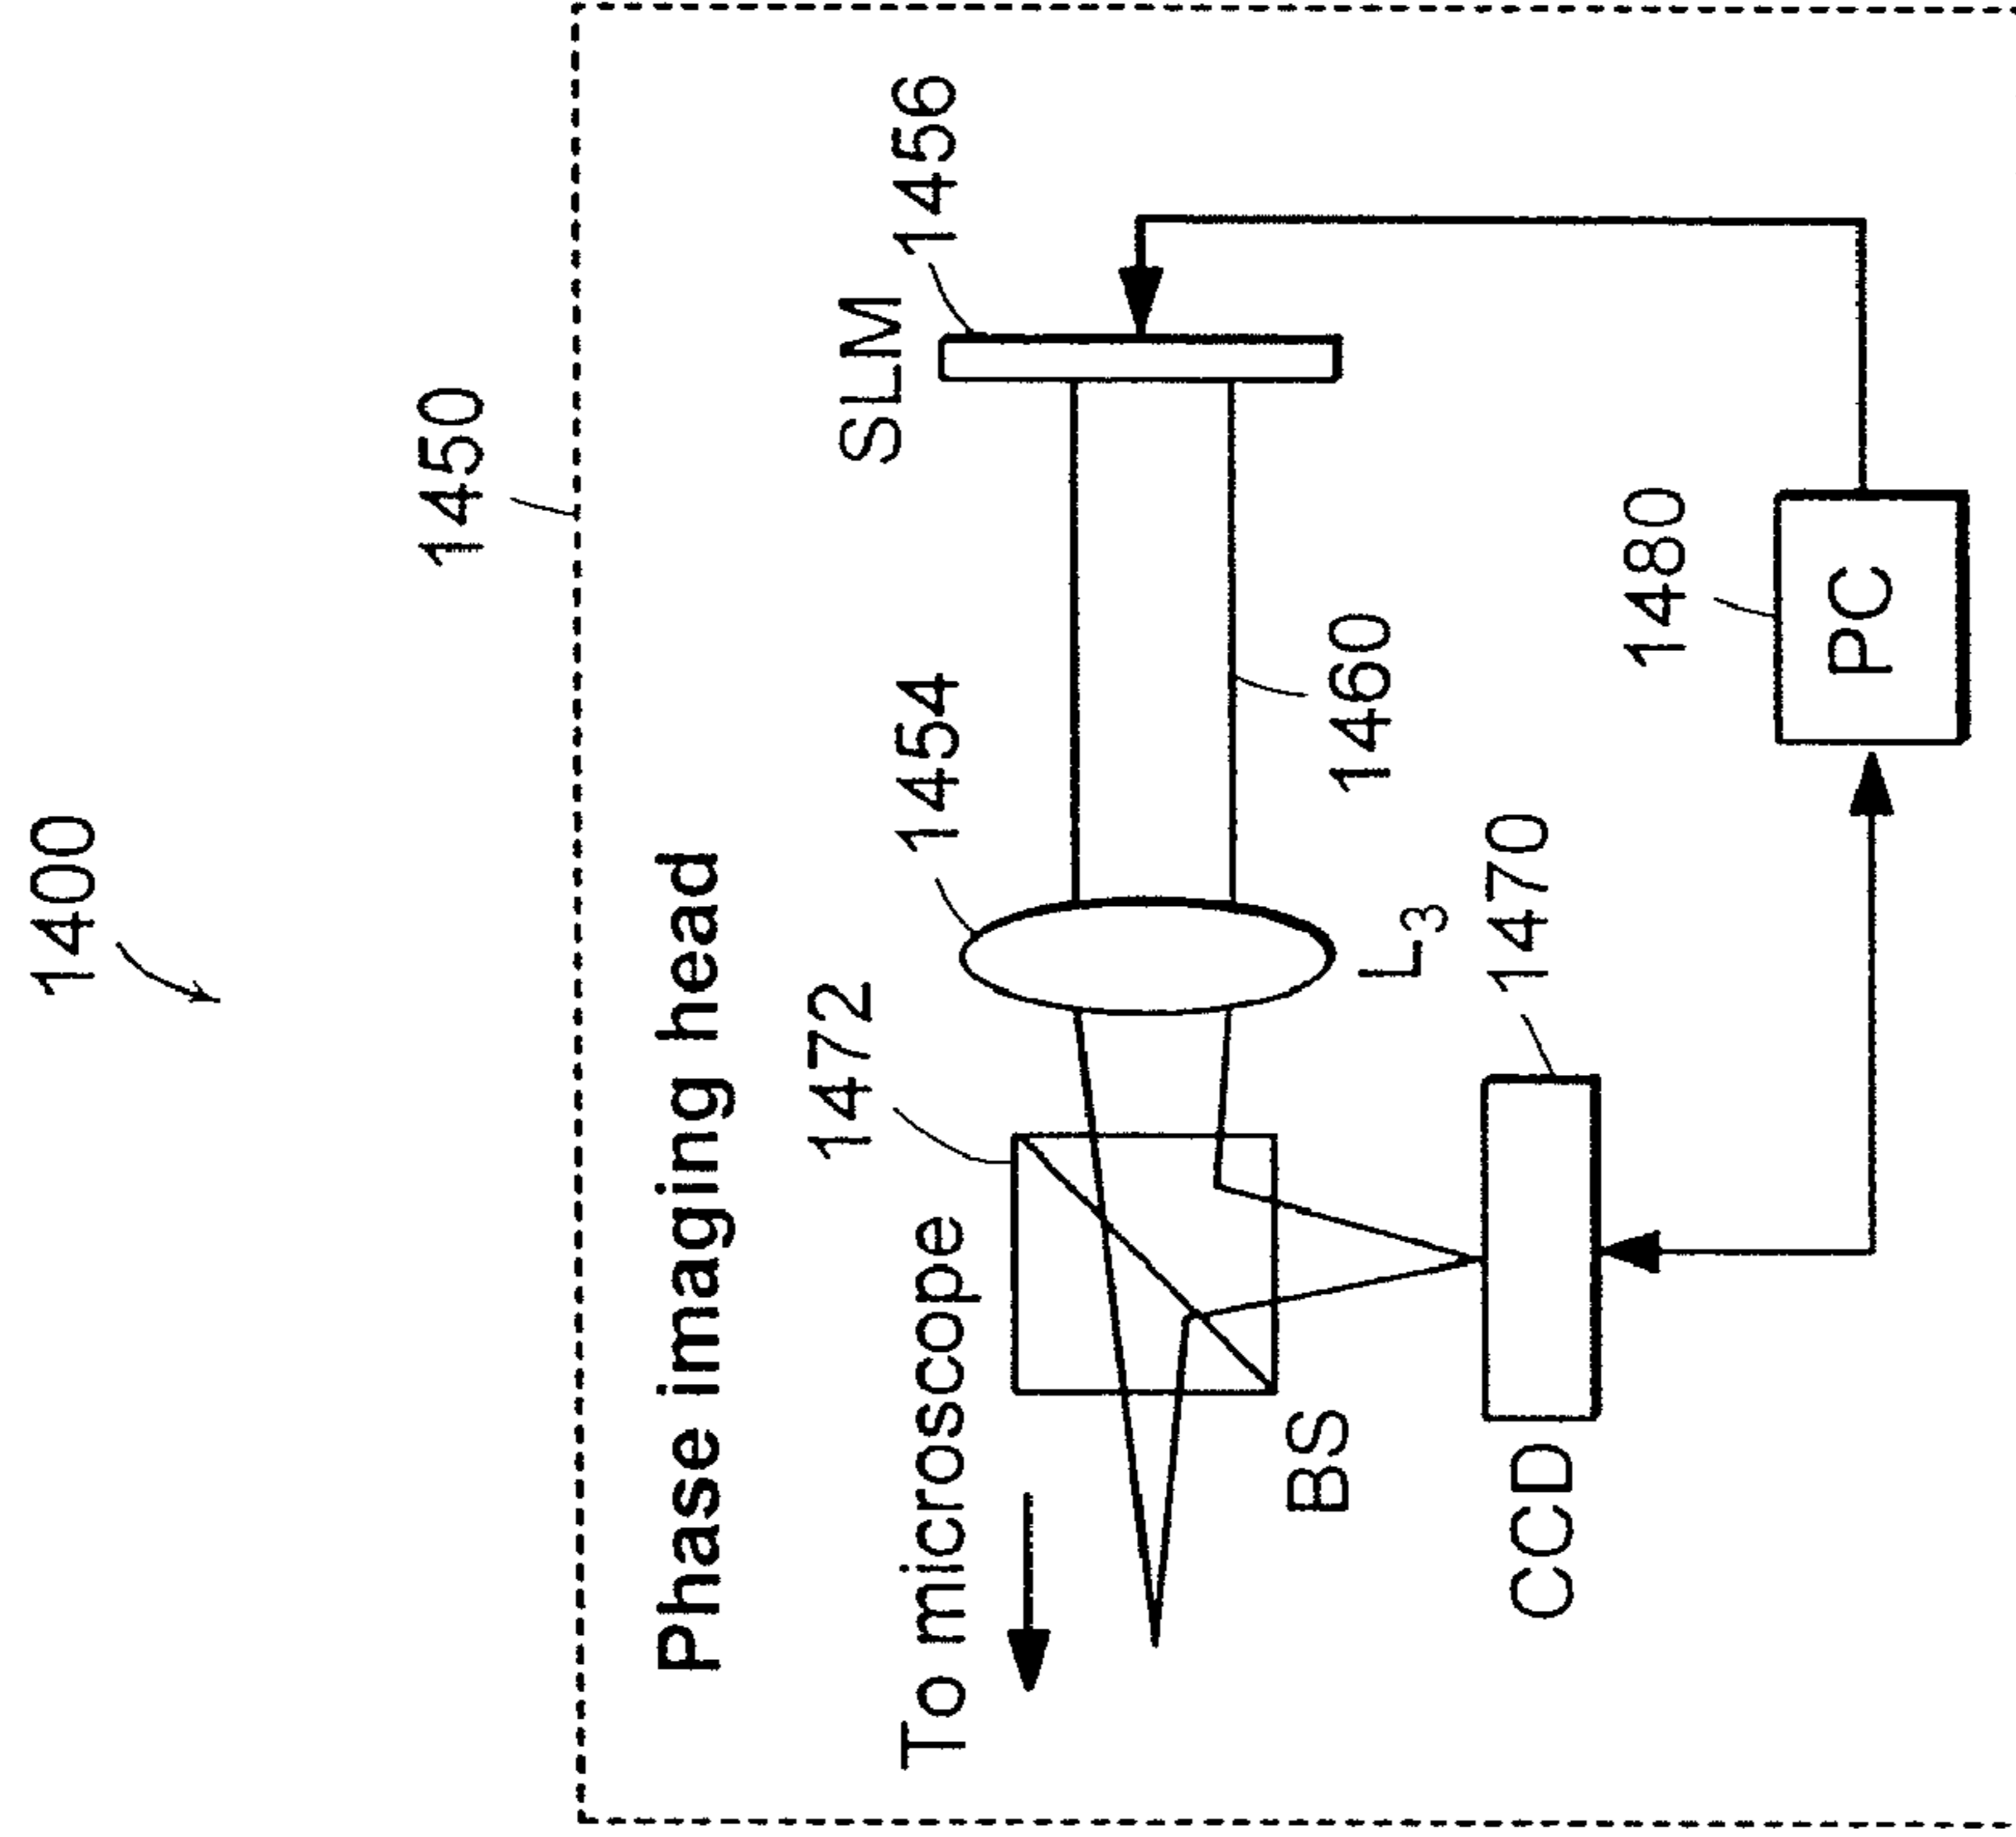 1400
1450
Phase imaging head
To microscope
1472
1454
SLM
1456
BS
L3
1460
CCD
1470
1480
PC